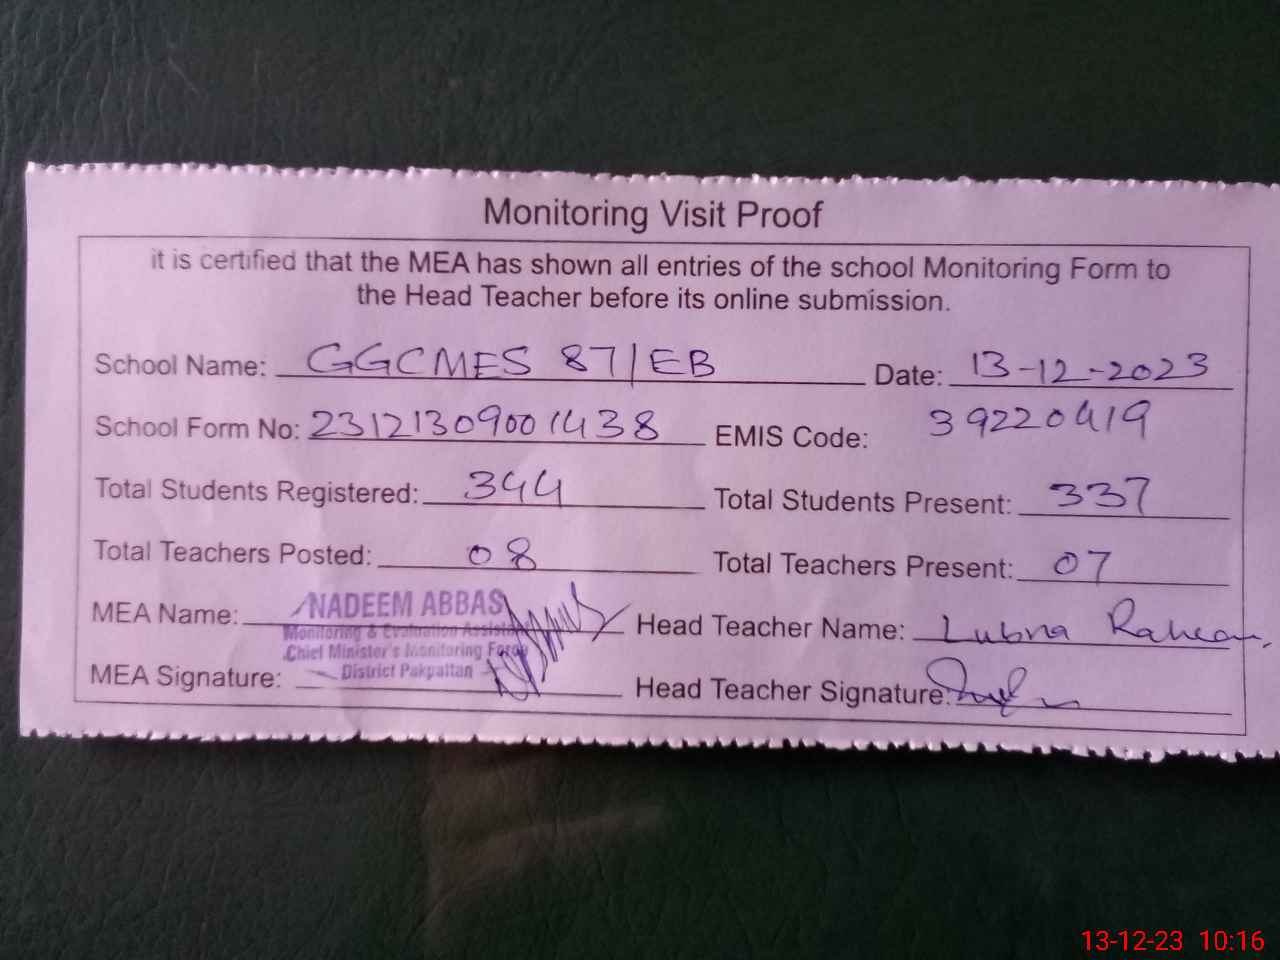 Monitoring Visit Proof
it is certified that the MEA has shown all entries of the school Monitoring Form to
the Head Teacher before its online submission.
School Name: GGCMES 87/EB Date: 13-12-2023
School Form No: 23121309001438 EMIS Code: 39220419
Total Students Registered: 344 Total Students Present: 337
Total Teachers Posted: 08 Total Teachers Present: 07
MEA Name: NADEEM ABBAS Head Teacher Name: Lubna
Monitoring & Evaluation
Chief Minister's Monitoring Force
District Pakpattan
MEA Signature: Head Teacher Signature:
13-12-23 10:16